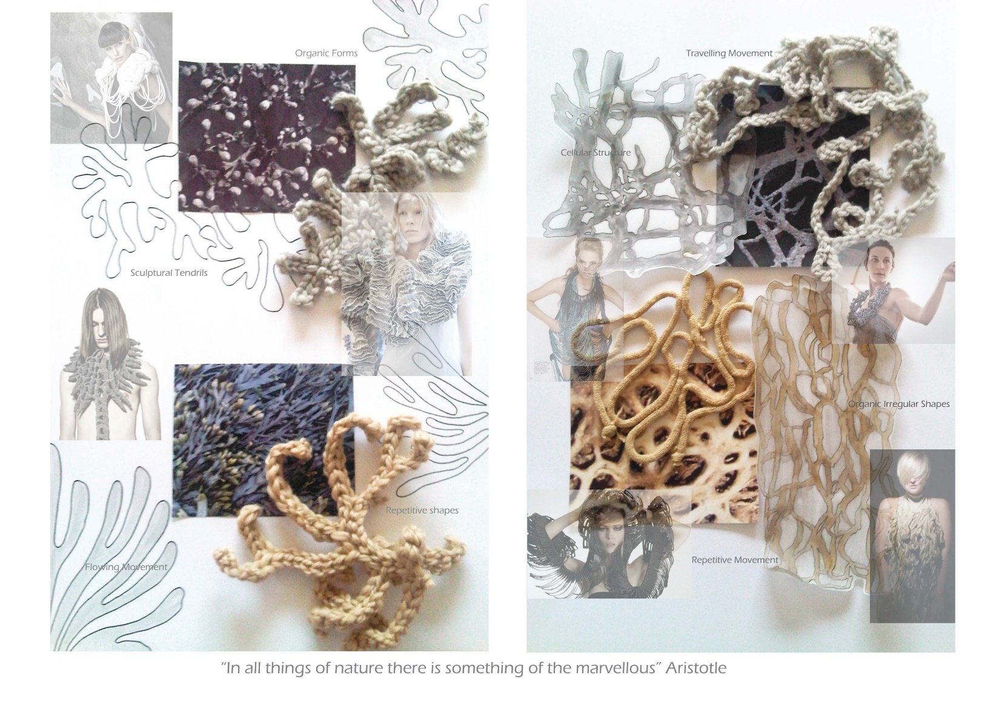 Organic Forms
Sculptural Tendrils
Repetitive shapes
Flowing Movement
Travelling Movement
Cellular Structure
Organic Irregular Shapes
Repetitive Movement
“In all things of nature there is something of the marvellous” Aristotle